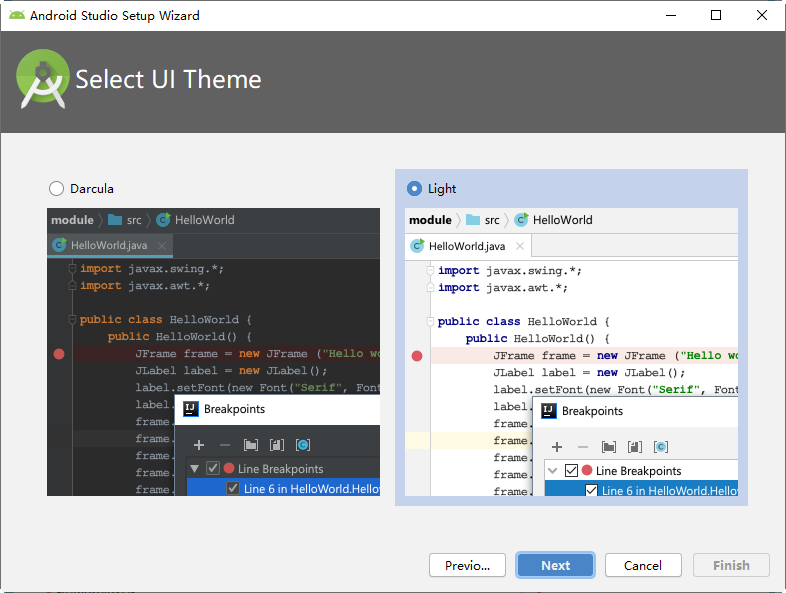 Android Studio Setup Wizard
Select UI Theme
Darcula
module src HelloWorld
HelloWorld.java
import javax.swing.*;
import javax.awt.*;
public class HelloWorld {
public HelloWorld() {
JFrame frame = new JFrame ("Hello wo
JLabel label = new JLabel();
label.setFont(new Font("Serif", Font
label.
frame.
frame.
frame.
frame.
frame.
Breakpoints
Line Breakpoints
Line 6 in HelloWorld.Hello
Light
module src HelloWorld
HelloWorld.java
import javax.swing.*;
import javax.awt.*;
public class HelloWorld {
public HelloWorld() {
JFrame frame = new JFrame ("Hello wo
JLabel label = new JLabel();
label.setFont(new Font("Serif", Font
label.
frame.
frame.
frame.
frame.
frame.
Breakpoints
Line Breakpoints
Line 6 in HelloWorld.Hello
Previo... Next Cancel Finish